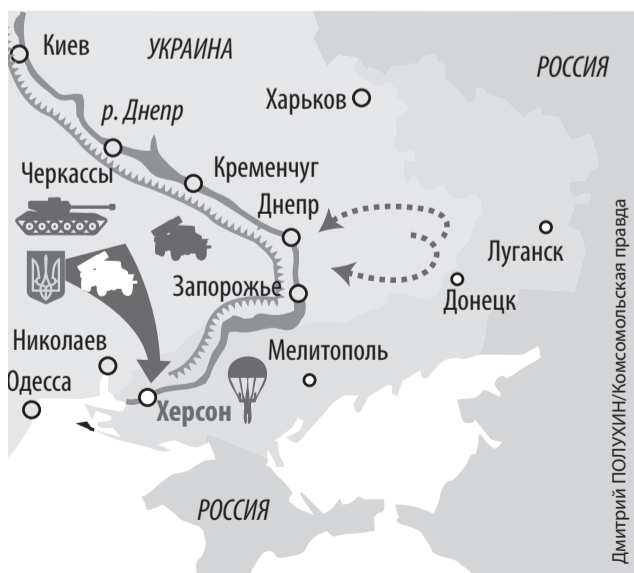 Киев
УКРАИНА
РОССИЯ
Харьков
р. Днепр
Черкассы
Кременчуг
Днепр
Луганск
Запорожье
Донецк
Николаев
Мелитополь
Одесса
Херсон
РОССИЯ
Дмитрий ПОЛУХИН/Комсомольская правда